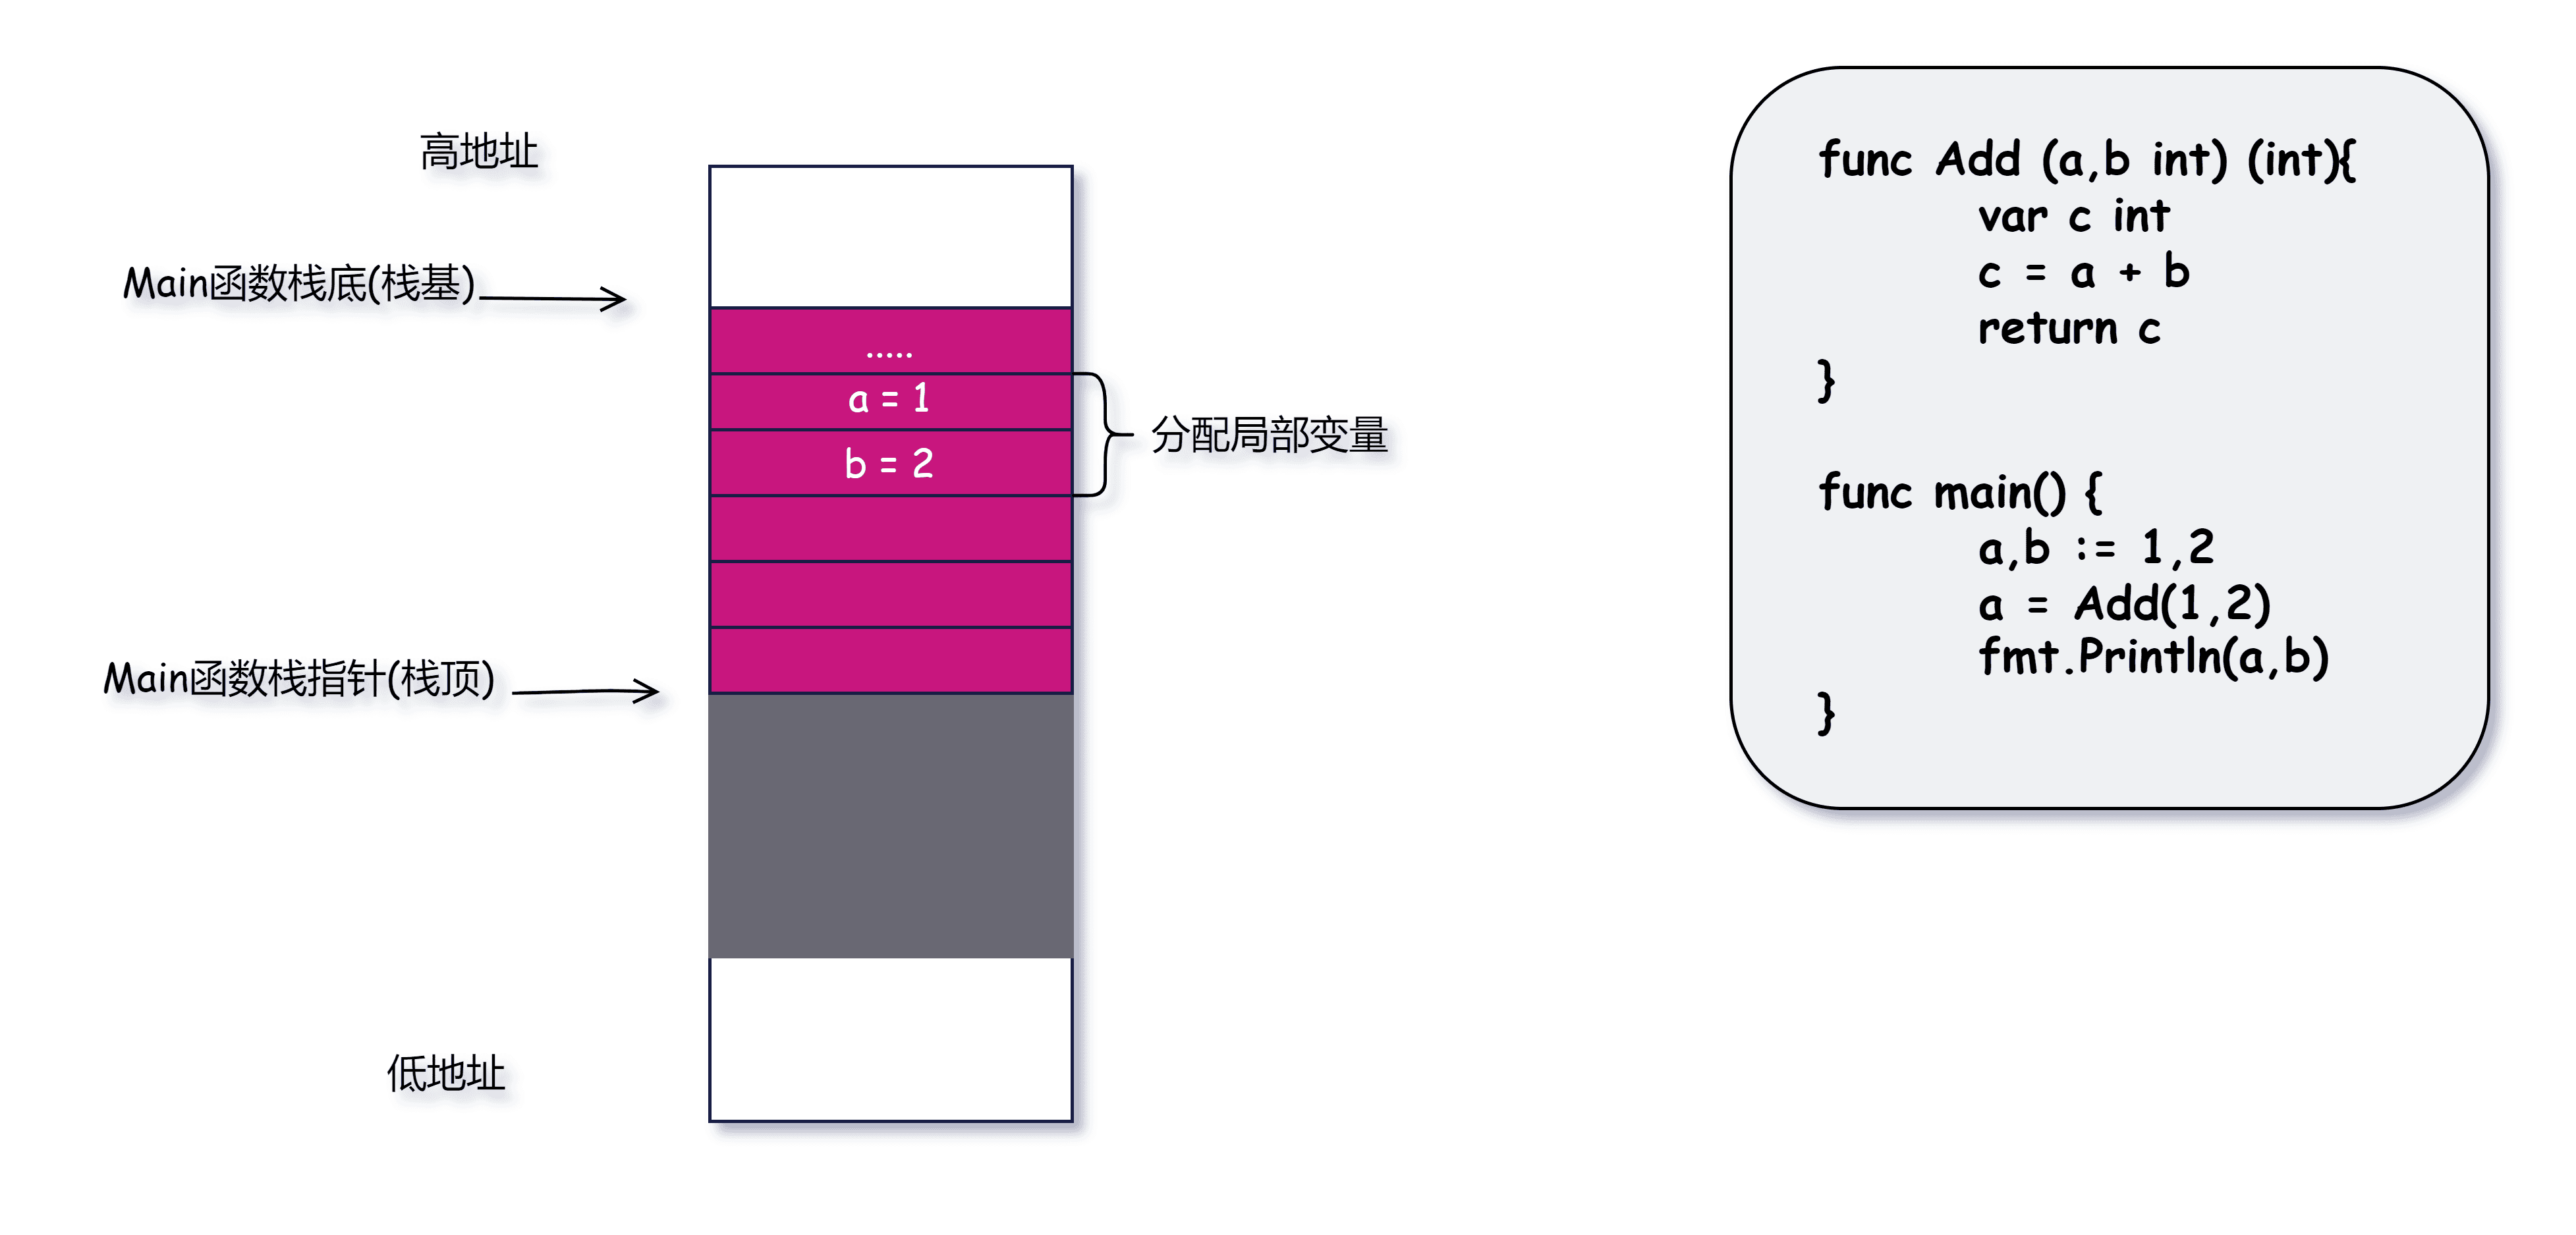 高地址
Main函数栈底(栈基)
.....
a = 1
b = 2
分配局部变量
Main函数栈指针(栈顶)
低地址
func Add (a,b int) (int){
var c int
c = a + b
return c
}
func main() {
a,b := 1,2
a = Add(1,2)
fmt.Println(a,b)
}